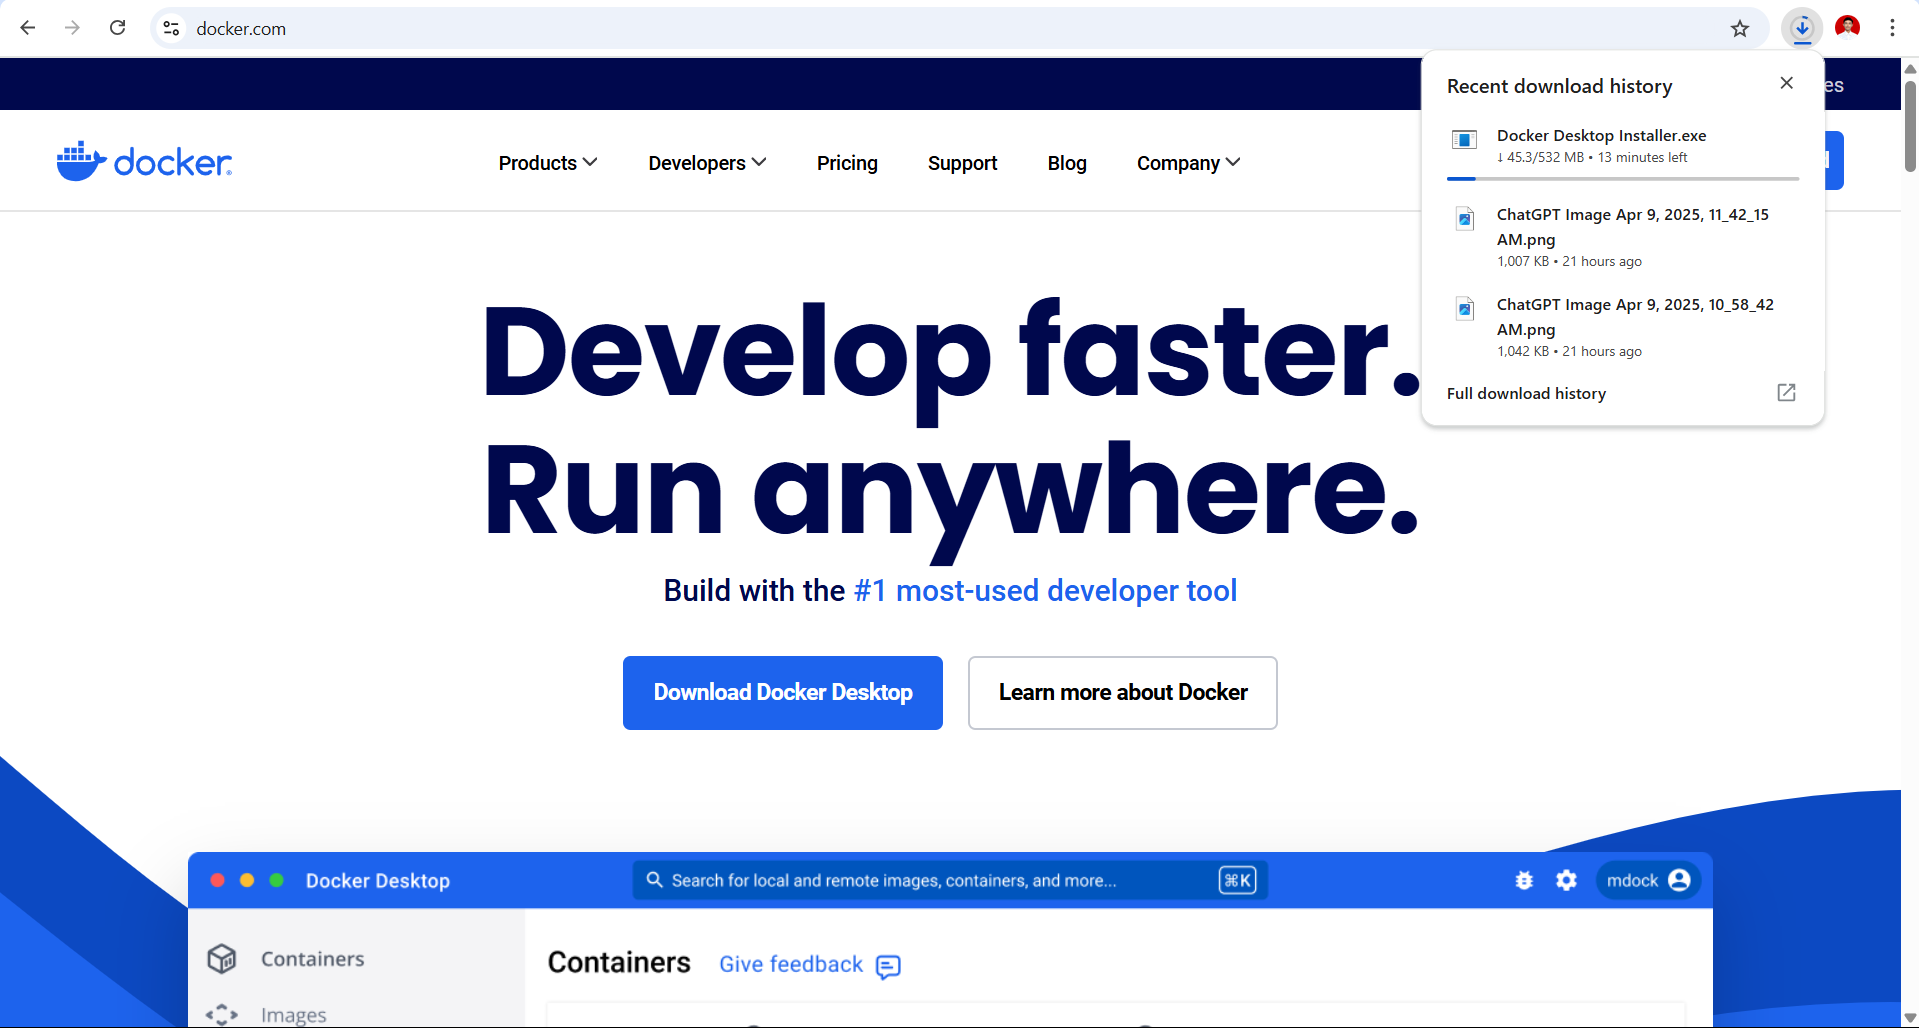 docker.com
Recent download history
es
Docker Desktop Installer.exe
↓ 45.3/532 MB • 13 minutes left
ChatGPT Image Apr 9, 2025, 11_42_15
AM.png
1,007 KB • 21 hours ago
ChatGPT Image Apr 9, 2025, 10_58_42
AM.png
1,042 KB • 21 hours ago
Full download history
docker
Products
Developers
Pricing
Support
Blog
Company
Develop faster.
Run anywhere.
Build with the #1 most-used developer tool
Download Docker Desktop
Learn more about Docker
Docker Desktop
Search for local and remote images, containers, and more...
⌘K
mdock
Containers
Images
Containers
Give feedback